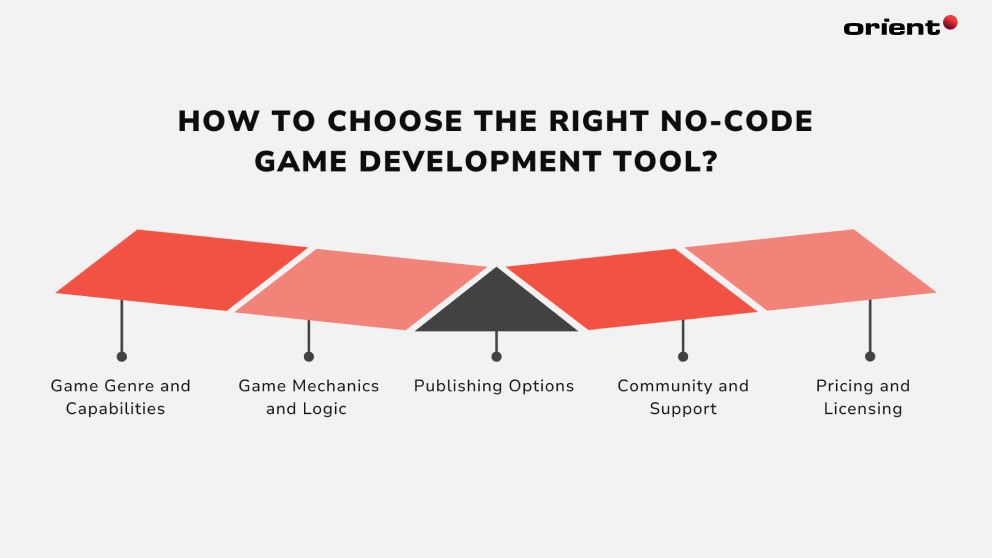 orient
HOW TO CHOOSE THE RIGHT NO-CODE
GAME DEVELOPMENT TOOL?
Game Genre and
Capabilities
Game Mechanics
and Logic
Publishing Options
Community and
Support
Pricing and
Licensing